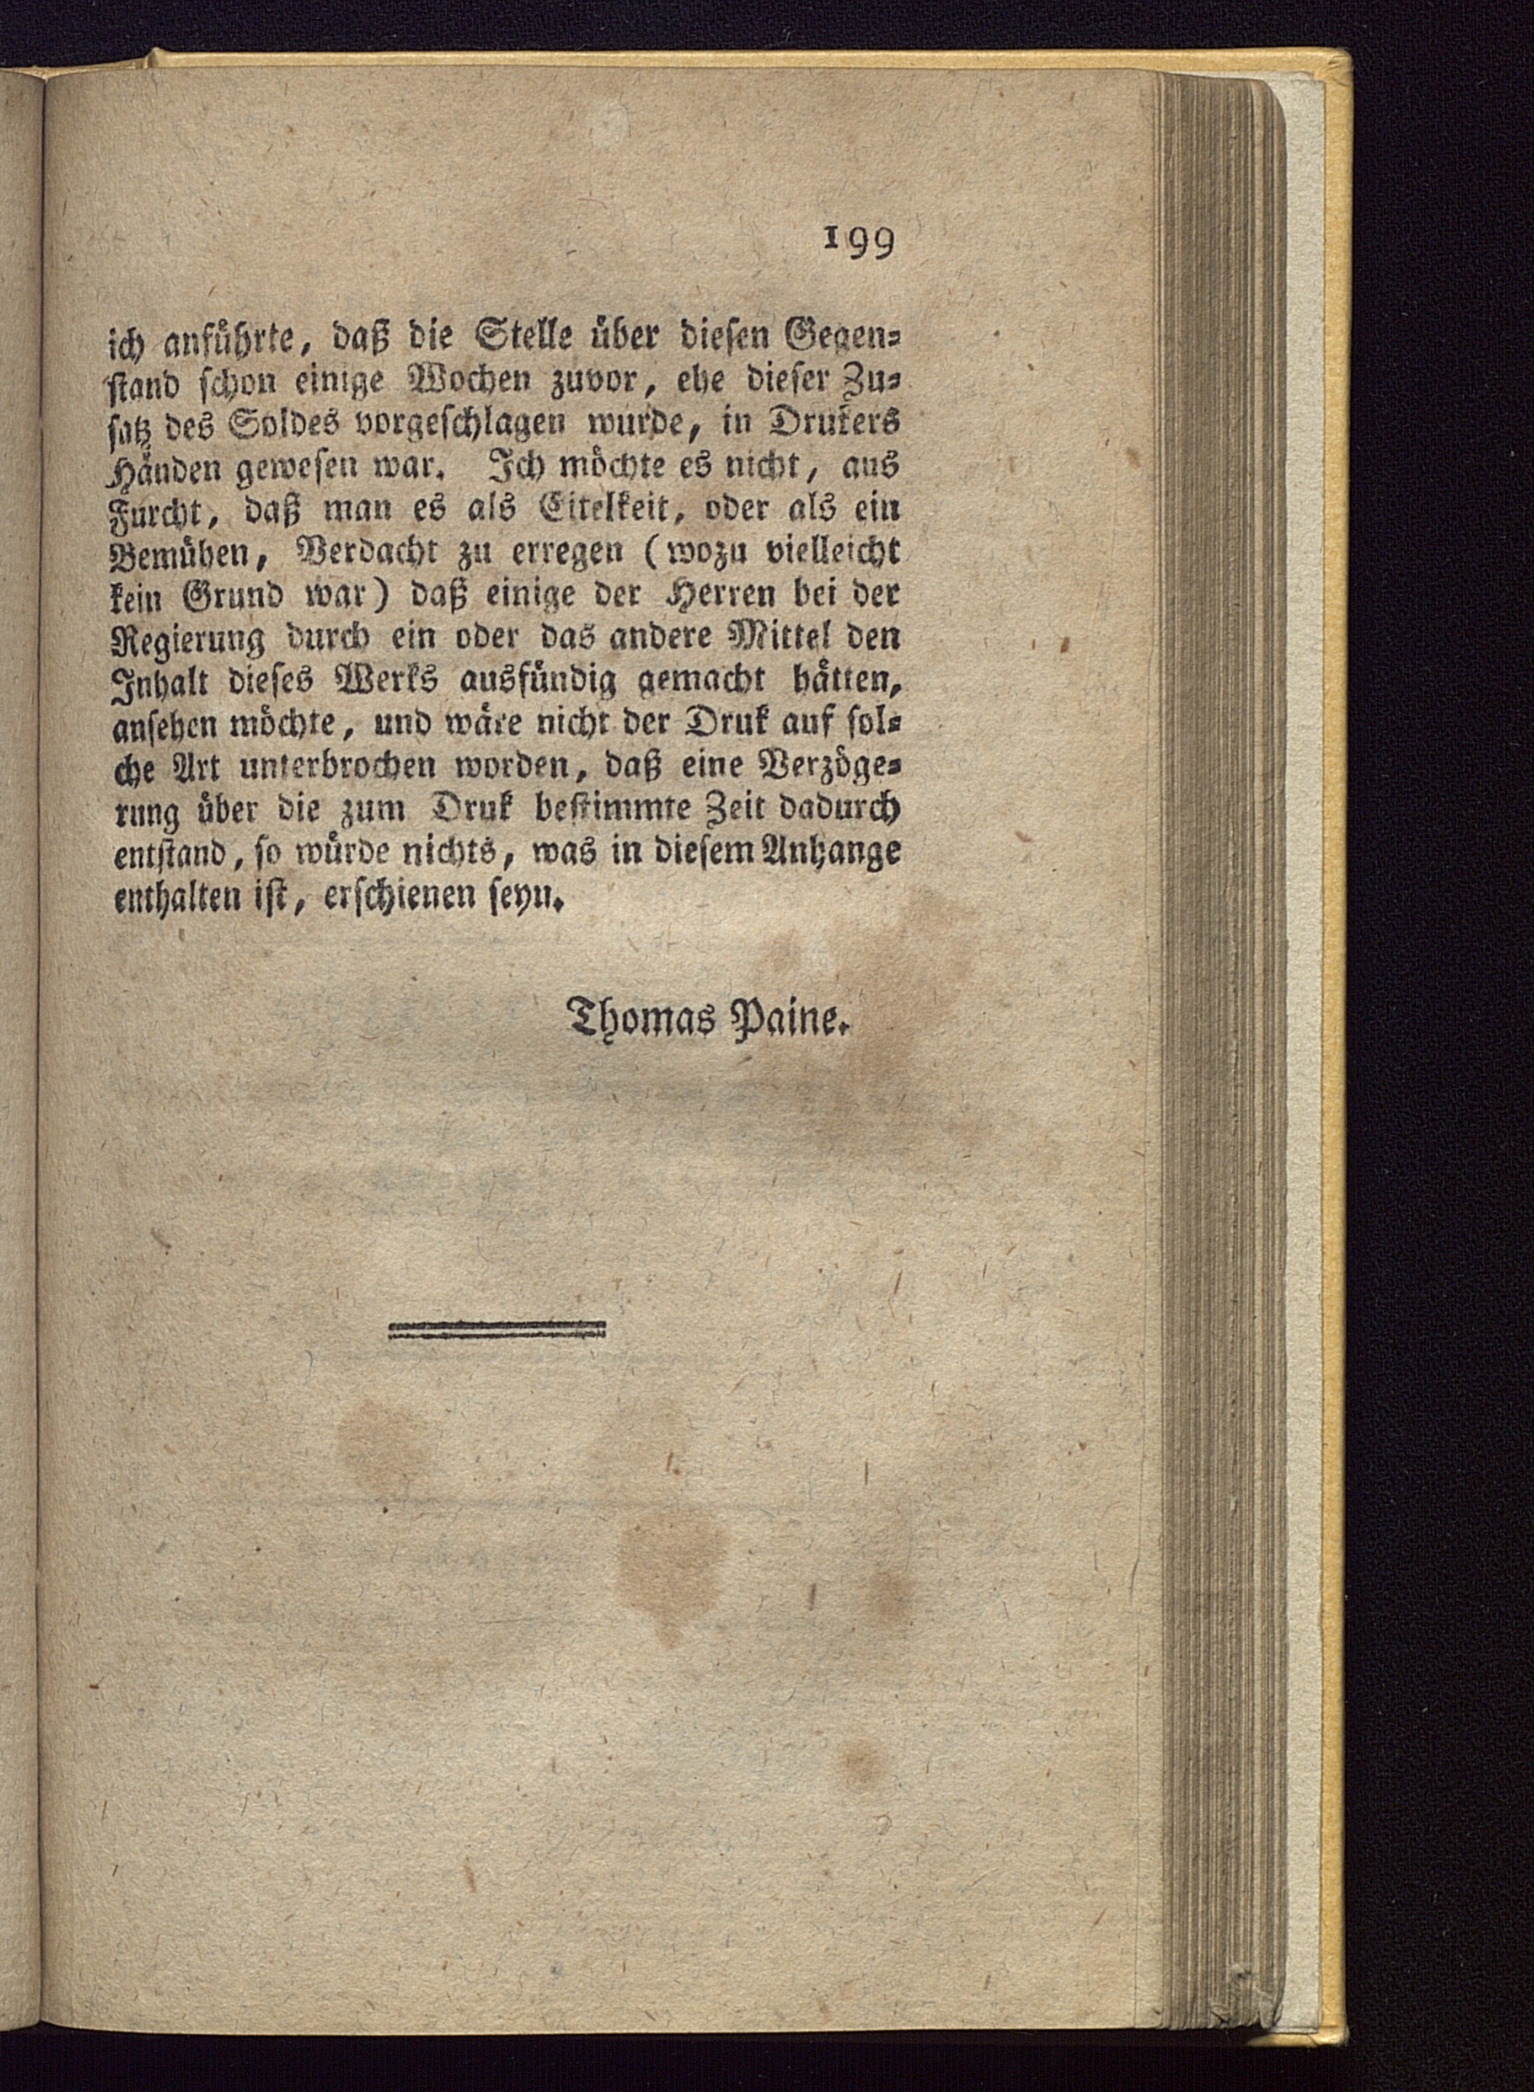 199
ich anführte, daß die Stelle über diesen Gegen-
stand schon einige Wochen zuvor, ehe dieser Zu-
satz des Soldes vorgeschlagen wurde, in Drukers
Händen gewesen war. Ich möchte es nicht, aus
Furcht, daß man es als Eitelkeit, oder als ein
Bemühen, Verdacht zu erregen (wozu vielleicht
kein Grund war) daß einige der Herren bei der
Regierung durch ein oder das andere Mittel den
Inhalt dieses Werks ausfündig gemacht hätten,
ansehen möchte, und wäre nicht der Druk auf sol-
che Art unterbrochen worden, daß eine Verzöge-
rung über die zum Druk bestimmte Zeit dadurch
entstand, so würde nichts, was in diesem Anhange
enthalten ist, erschienen seyn.
Thomas Paine.